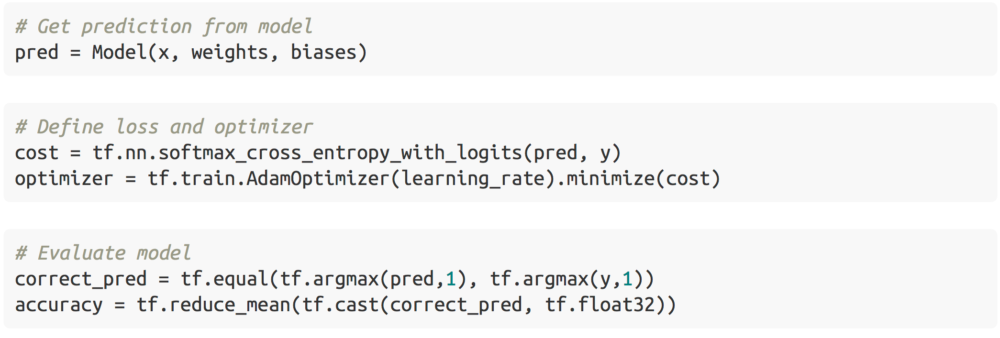 # Get prediction from model
pred = Model(x, weights, biases)
# Define loss and optimizer
cost = tf.nn.softmax_cross_entropy_with_logits(pred, y)
optimizer = tf.train.AdamOptimizer(learning_rate).minimize(cost)
# Evaluate model
correct_pred = tf.equal(tf.argmax(pred,1), tf.argmax(y,1))
accuracy = tf.reduce_mean(tf.cast(correct_pred, tf.float32))